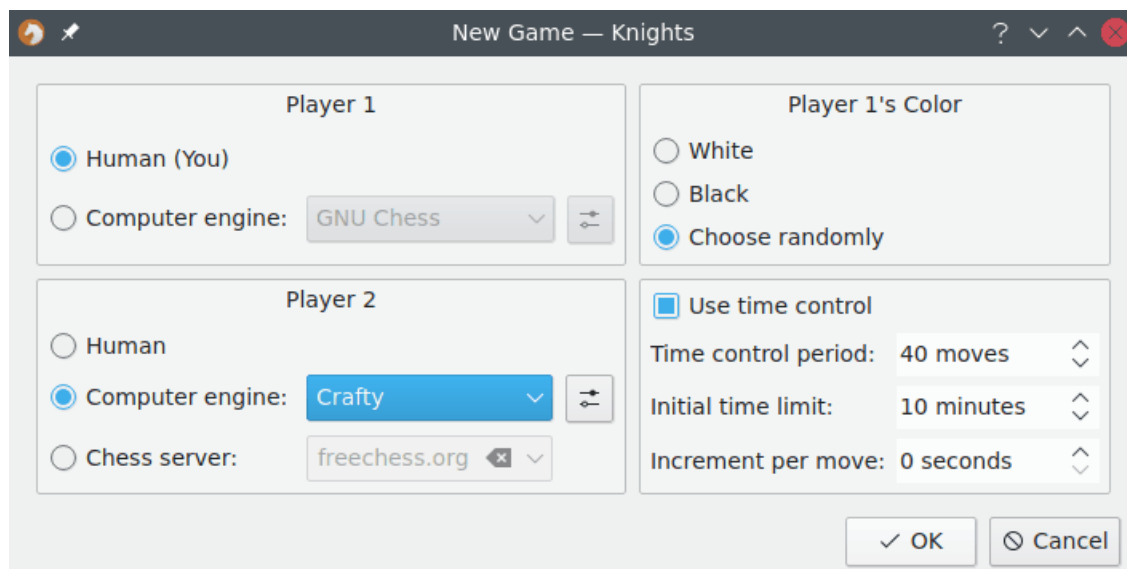 New Game — Knights
Player 1
Human (You)
Computer engine: GNU Chess
Player 1's Color
White
Black
Choose randomly
Player 2
Human
Computer engine: Crafty
Chess server: freechess.org
Use time control
Time control period: 40 moves
Initial time limit: 10 minutes
Increment per move: 0 seconds
OK
Cancel